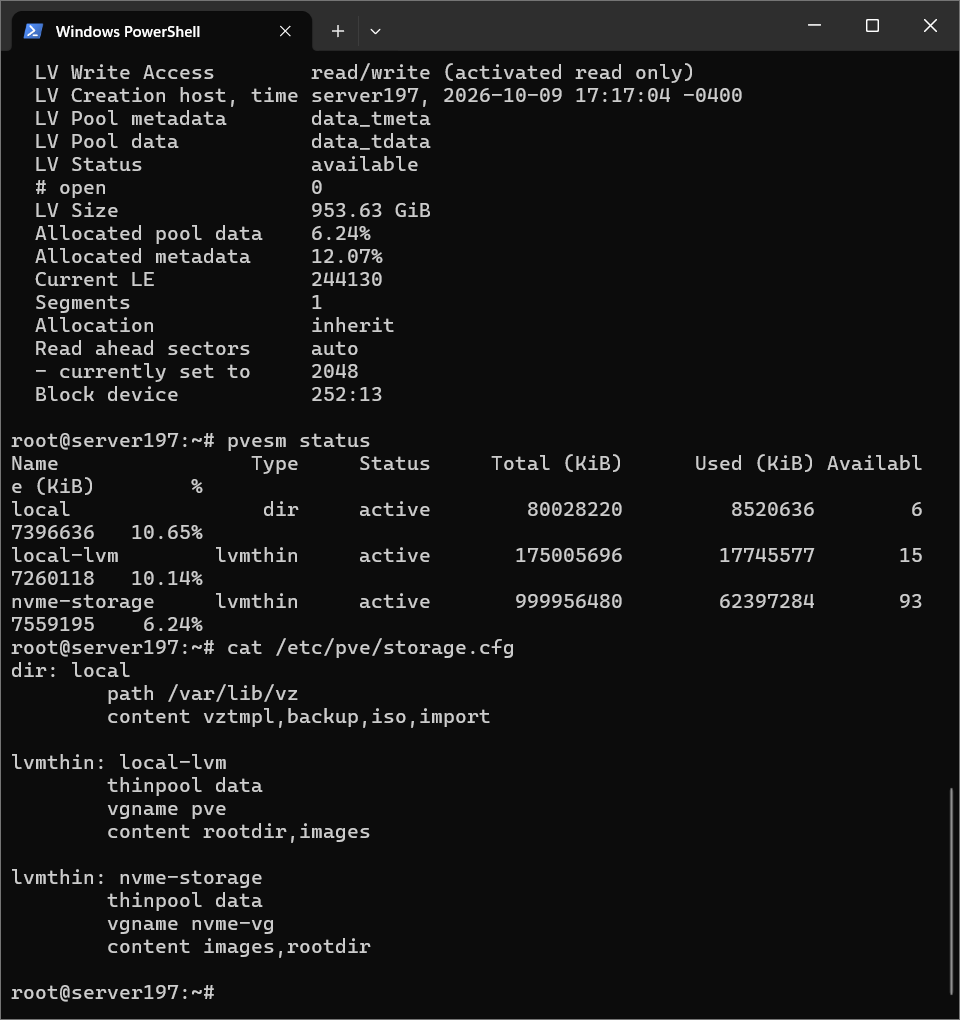 Windows PowerShell
LV Write Access        read/write (activated read only)
LV Creation host, time server197, 2026-10-09 17:17:04 -0400
LV Pool metadata       data_tmeta
LV Pool data           data_tdata
LV Status              available
# open                 0
LV Size                953.63 GiB
Allocated pool data    6.24%
Allocated metadata     12.07%
Current LE             244130
Segments               1
Allocation             inherit
Read ahead sectors     auto
- currently set to     2048
Block device           252:13
root@server197:~# pvesm status
Name                Type     Status     Total (KiB)      Used (KiB) Availabl
e (KiB)        %
local                dir     active        80028220         8520636        6
7396636   10.65%
local-lvm        lvmthin     active       175005696        17745577       15
7260118   10.14%
nvme-storage     lvmthin     active       999956480        62397284       93
7559195    6.24%
root@server197:~# cat /etc/pve/storage.cfg
dir: local
        path /var/lib/vz
        content vztmpl,backup,iso,import
lvmthin: local-lvm
        thinpool data
        vgname pve
        content rootdir,images
lvmthin: nvme-storage
        thinpool data
        vgname nvme-vg
        content images,rootdir
root@server197:~#